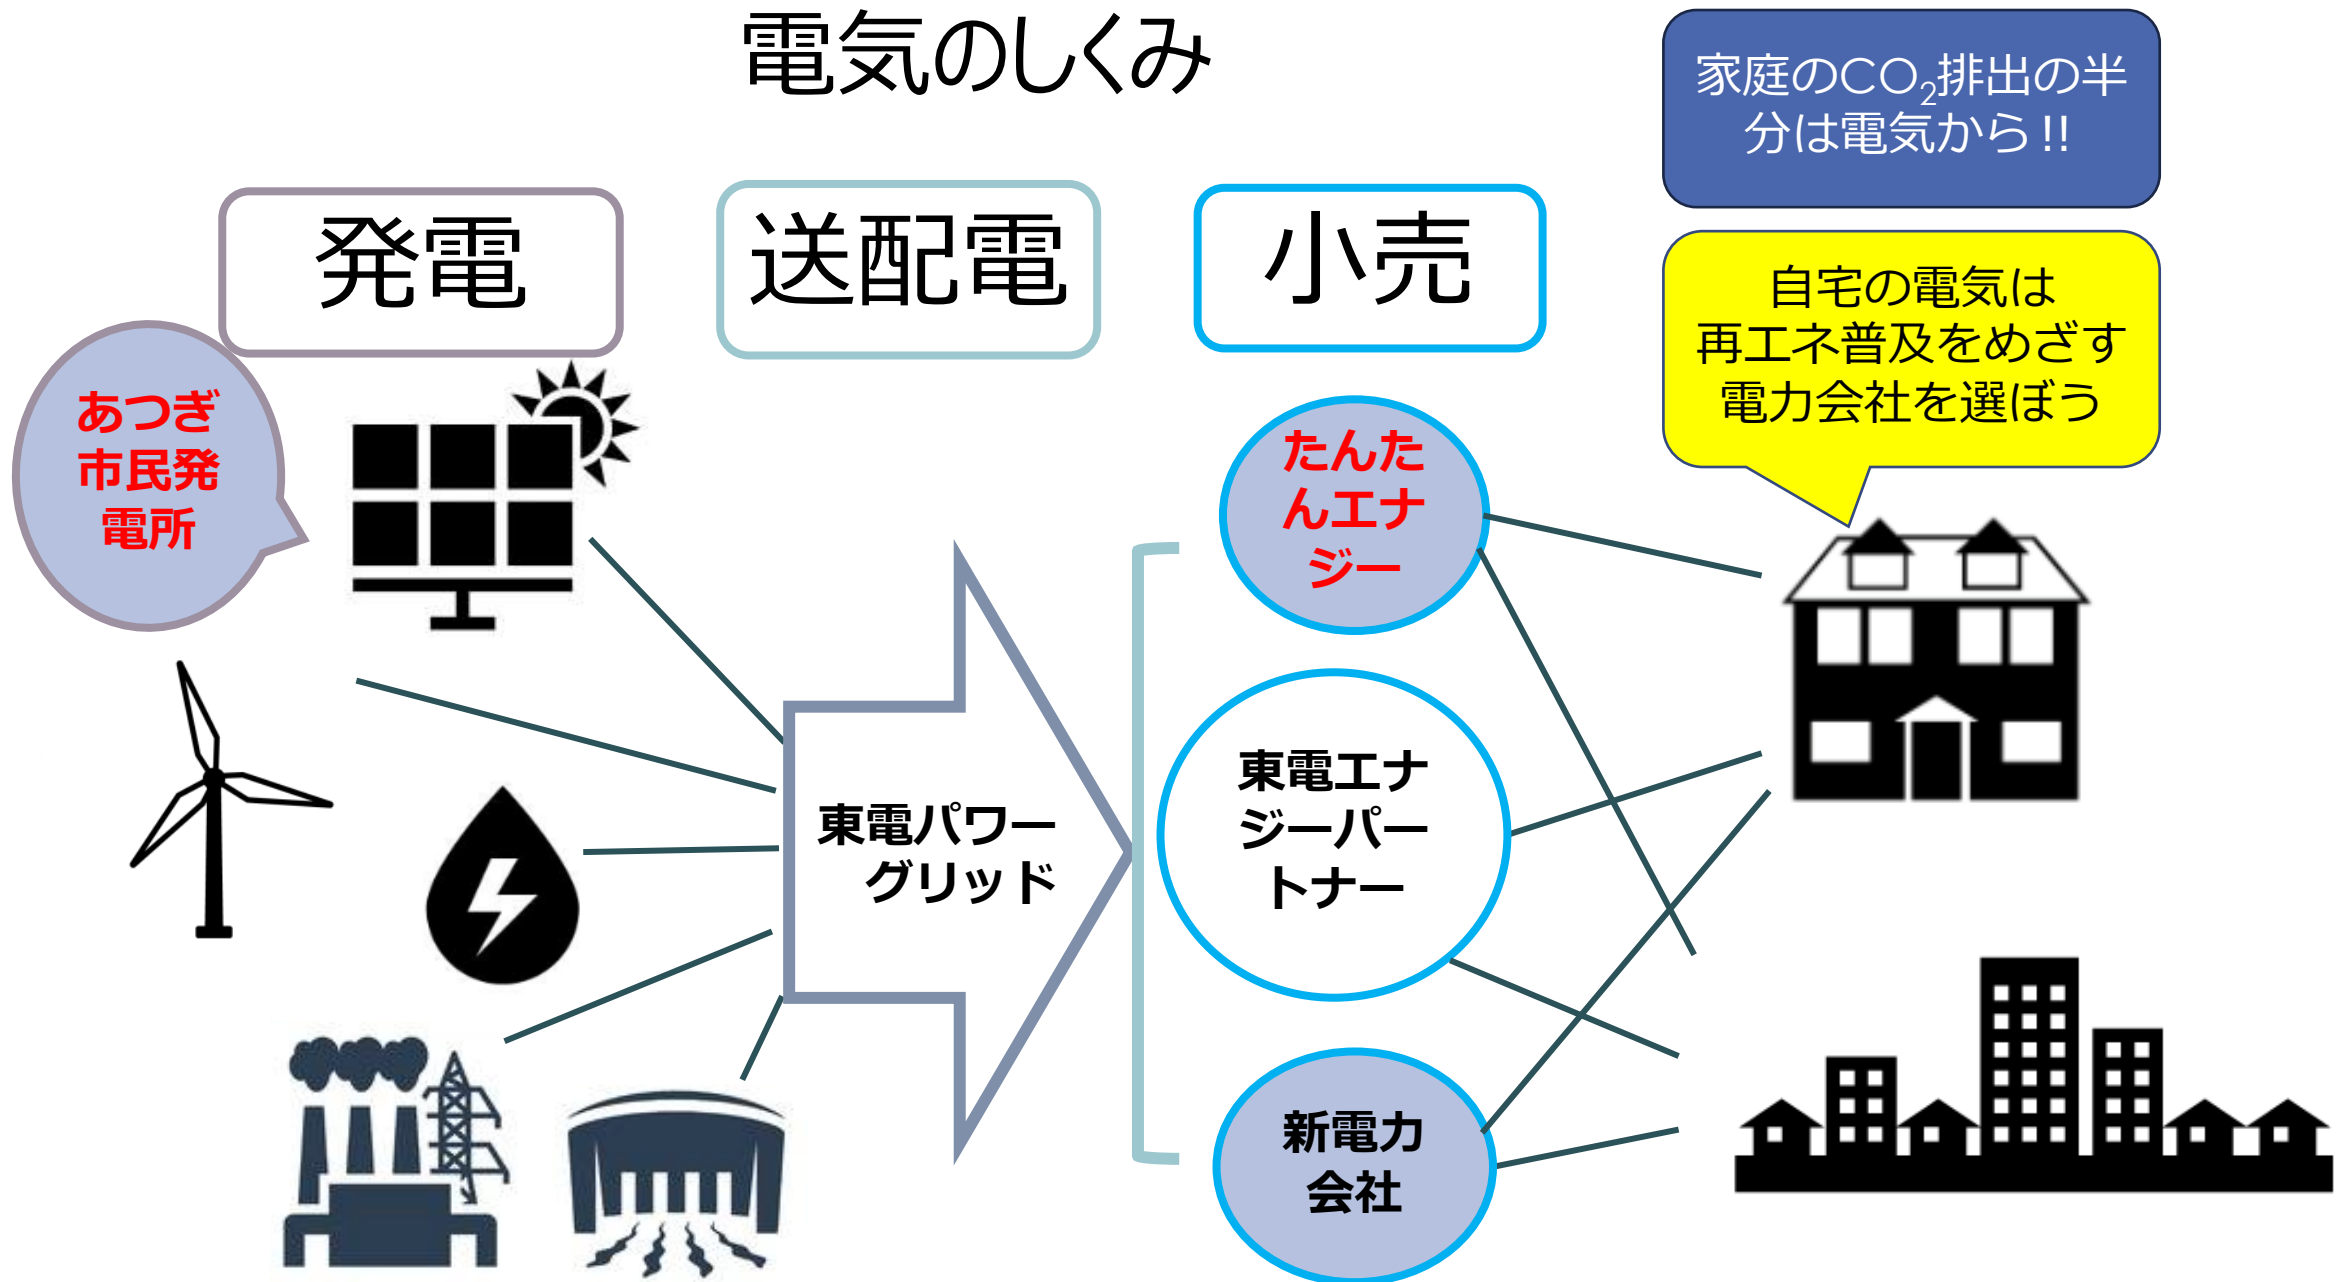 電気のしくみ
家庭のCO₂排出の半
分は電気から!!
発電
送配電
小売
自宅の電気は
再エネ普及をめざす
電力会社を選ぼう
あつぎ
市民発
電所
たんた
んエナ
ジー
東電パワー
グリッド
東電エナ
ジーパー
トナー
新電力
会社